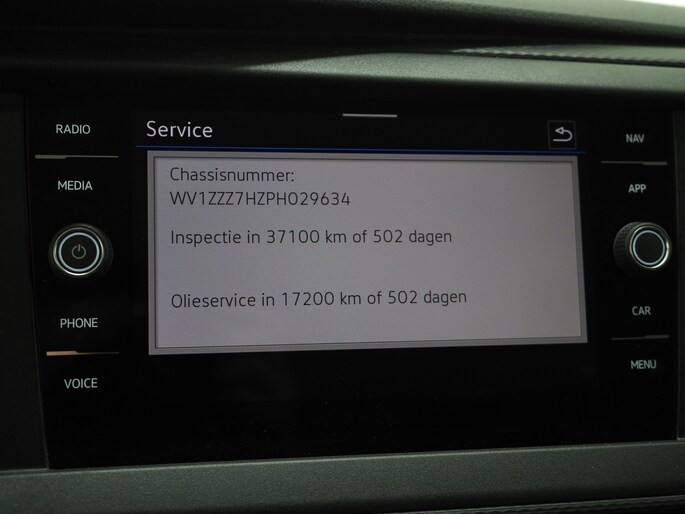 RADIO
MEDIA
PHONE
VOICE
Service
Chassisnummer:
WV1ZZZ7HZPH029634
Inspectie in 37100 km of 502 dagen
Olieservice in 17200 km of 502 dagen
NAV
APP
CAR
MENU